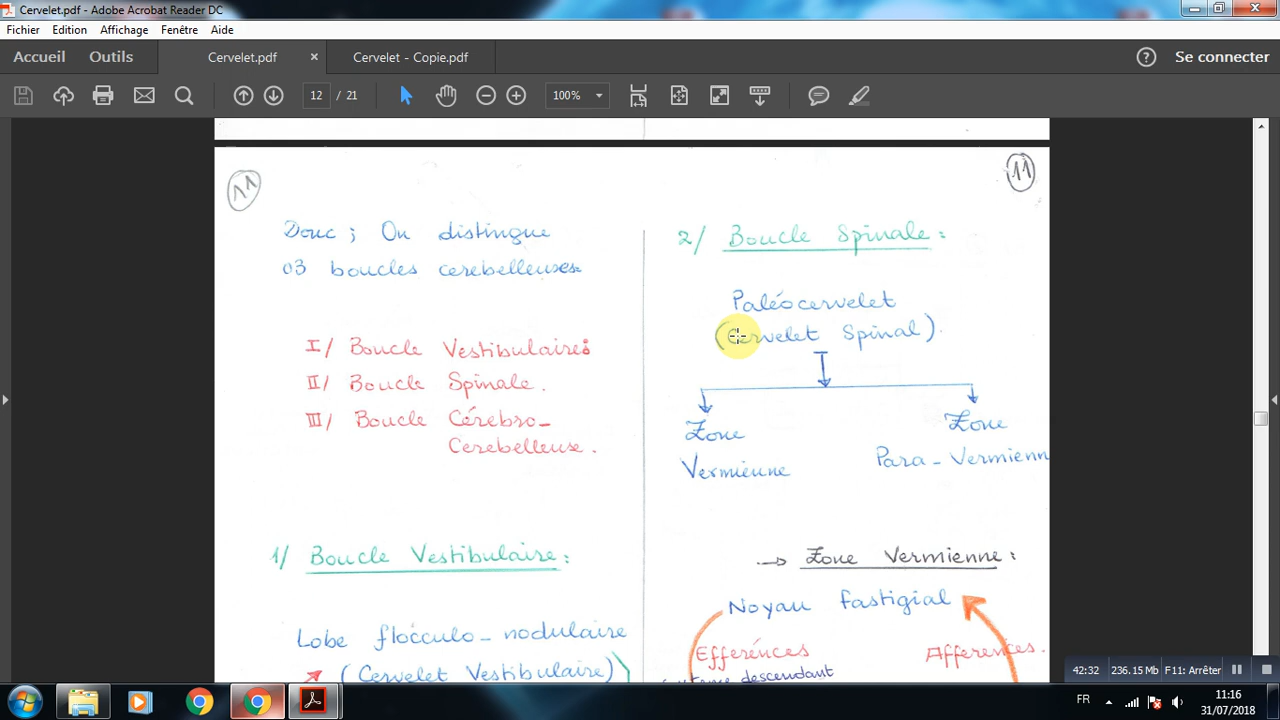 Cervelet.pdf - Adobe Acrobat Reader DC
Fichier Edition Affichage Fenêtre Aide
Accueil Outils Cervelet.pdf × Cervelet - Copie.pdf ? Se connecter
12 / 21 100%
11
Donc ; On distingue
03 boucles cerebelleuses
I/ Boucle Vestibulaire:
II/ Boucle Spinale.
III/ Boucle Cérébro-
Cerebelleuse.
1/ Boucle Vestibulaire:
Lobe flocculo-nodulaire
(Cervelet Vestibulaire)
11
2/ Boucle Spinale:
Paléocervelet
(Cervelet Spinal).
Zone
Vermienne
Zone
Para-Vermienn
→ Zone Vermienne:
Noyau fastigial
Efférénces
Afferences.
descendant
42:32 236.15 Mb F11: Arrêter
FR 11:16
31/07/2018